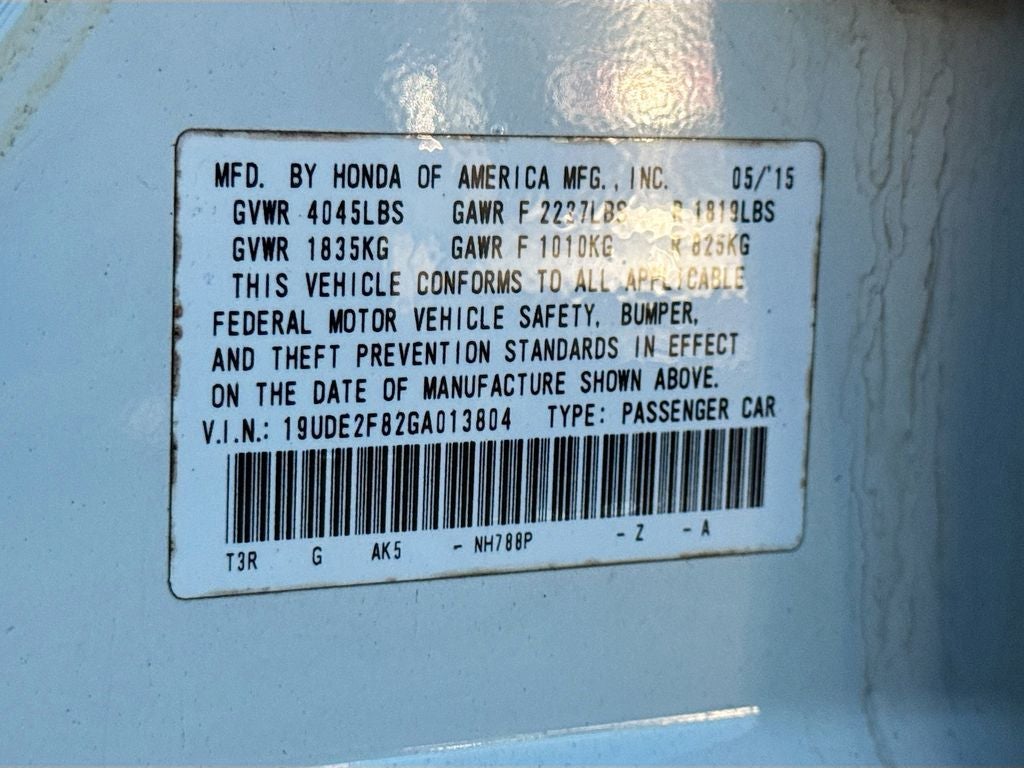 MFD. BY HONDA OF AMERICA MFG., INC. 05/'15
GVWR 4045LBS GAWR F 2227LBS R 1819LBS
GVWR 1835KG GAWR F 1010KG R 825KG
THIS VEHICLE CONFORMS TO ALL APPLICABLE
FEDERAL MOTOR VEHICLE SAFETY, BUMPER,
AND THEFT PREVENTION STANDARDS IN EFFECT
ON THE DATE OF MANUFACTURE SHOWN ABOVE.
V.I.N.: 19UDE2F82GA013804 TYPE: PASSENGER CAR
T3R G AK5 - NH788P - Z - A